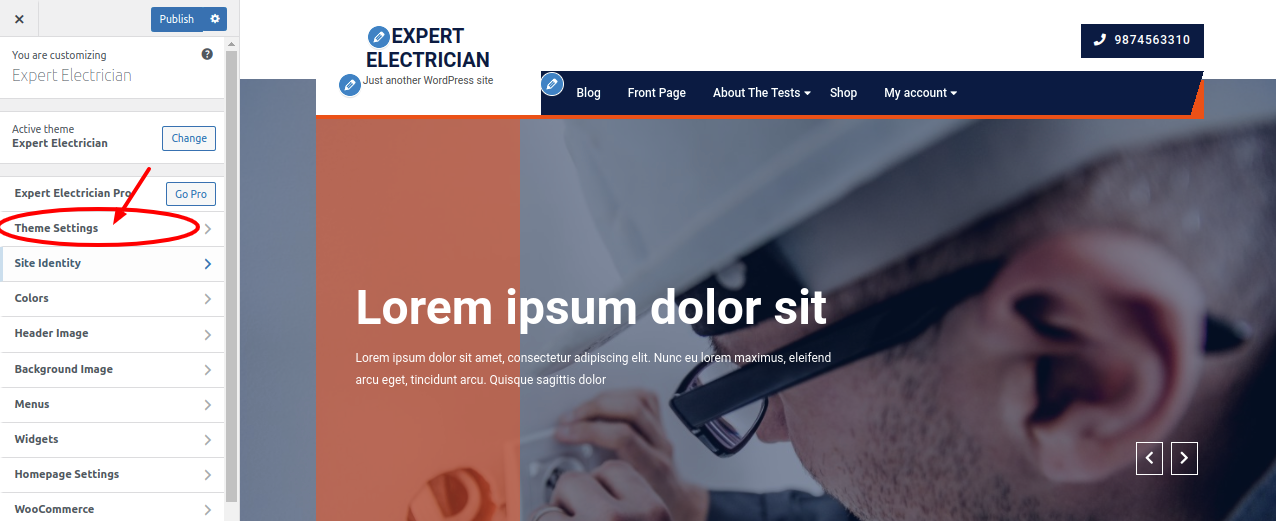 Publish
You are customizing
Expert Electrician
Active theme
Expert Electrician
Change
Expert Electrician Pro
Go Pro
Theme Settings
Site Identity
Colors
Header Image
Background Image
Menus
Widgets
Homepage Settings
WooCommerce
EXPERT
ELECTRICIAN
Just another WordPress site
9874563310
Blog Front Page About The Tests Shop My account
Lorem ipsum dolor sit
Lorem ipsum dolor sit amet, consectetur adipiscing elit. Nunc eu lorem maximus, eleifend
arcu eget, tincidunt arcu. Quisque sagittis dolor